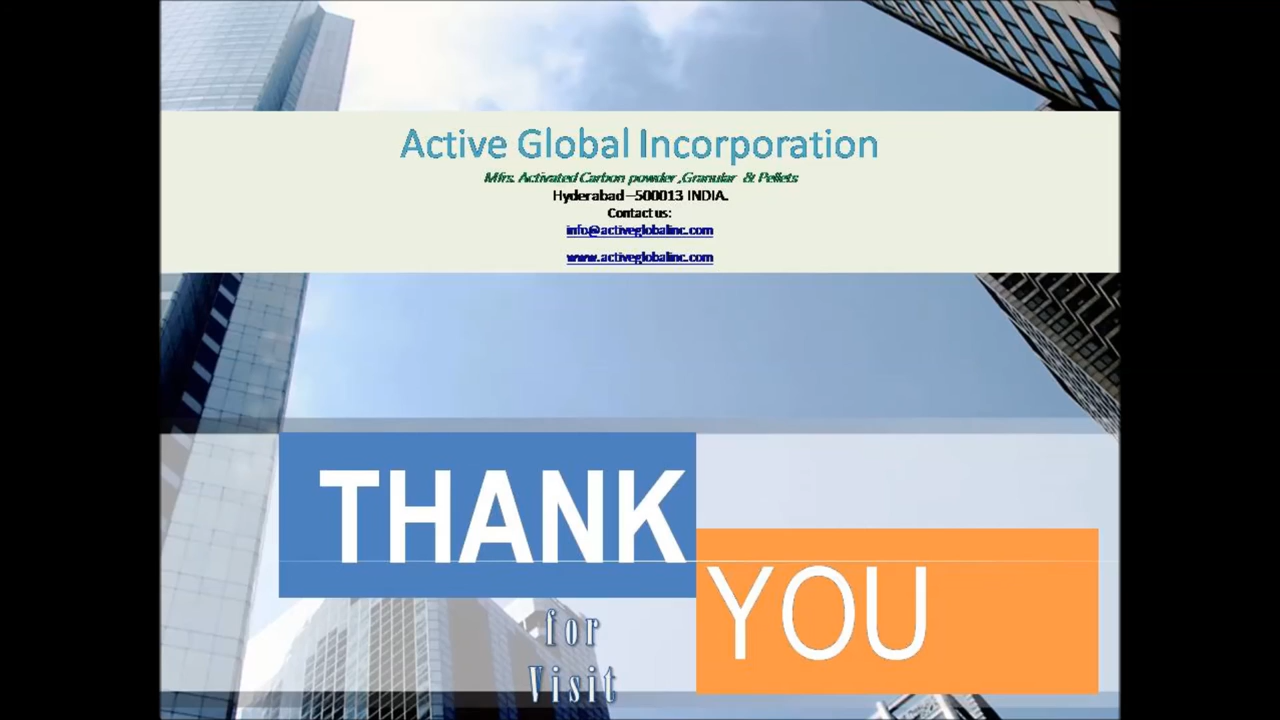 Active Global Incorporation
Mfrs. Activated Carbon powder ,Granular & Pellets
Hyderabad –500013 INDIA.
Contact us:
info@activeglobalinc.com
www.activeglobalinc.com
THANK
YOU
for
Visit